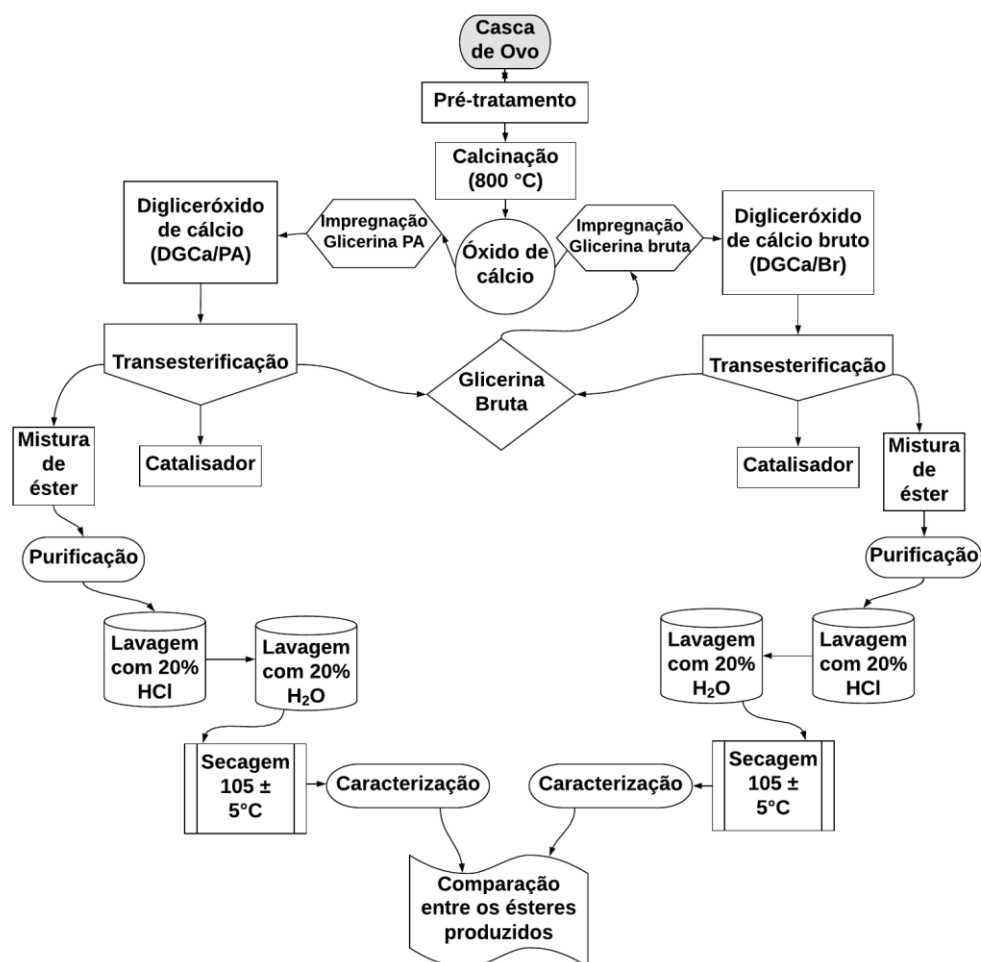 Casca
de Ovo
Pré-tratamento
Calcinação
(800 °C)
Óxido de
cálcio
Impregnação
Glicerina PA
Impregnação
Glicerina bruta
Digliceróxido
de cálcio
(DGCa/PA)
Digliceróxido
de cálcio bruto
(DGCa/Br)
Transesterificação
Glicerina
Bruta
Transesterificação
Mistura
de
éster
Catalisador
Catalisador
Mistura
de
éster
Purificação
Purificação
Lavagem
com 20%
HCl
Lavagem
com 20%
H₂O
Lavagem
com 20%
H₂O
Lavagem
com 20%
HCl
Secagem
105 ±
5°C
Caracterização
Caracterização
Secagem
105 ±
5°C
Comparação
entre os ésteres
produzidos